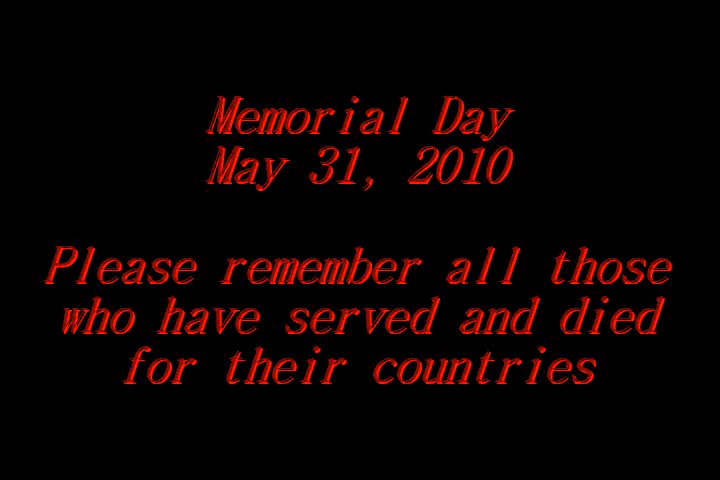 Memorial Day
May 31, 2010
Please remember all those
who have served and died
for their countries